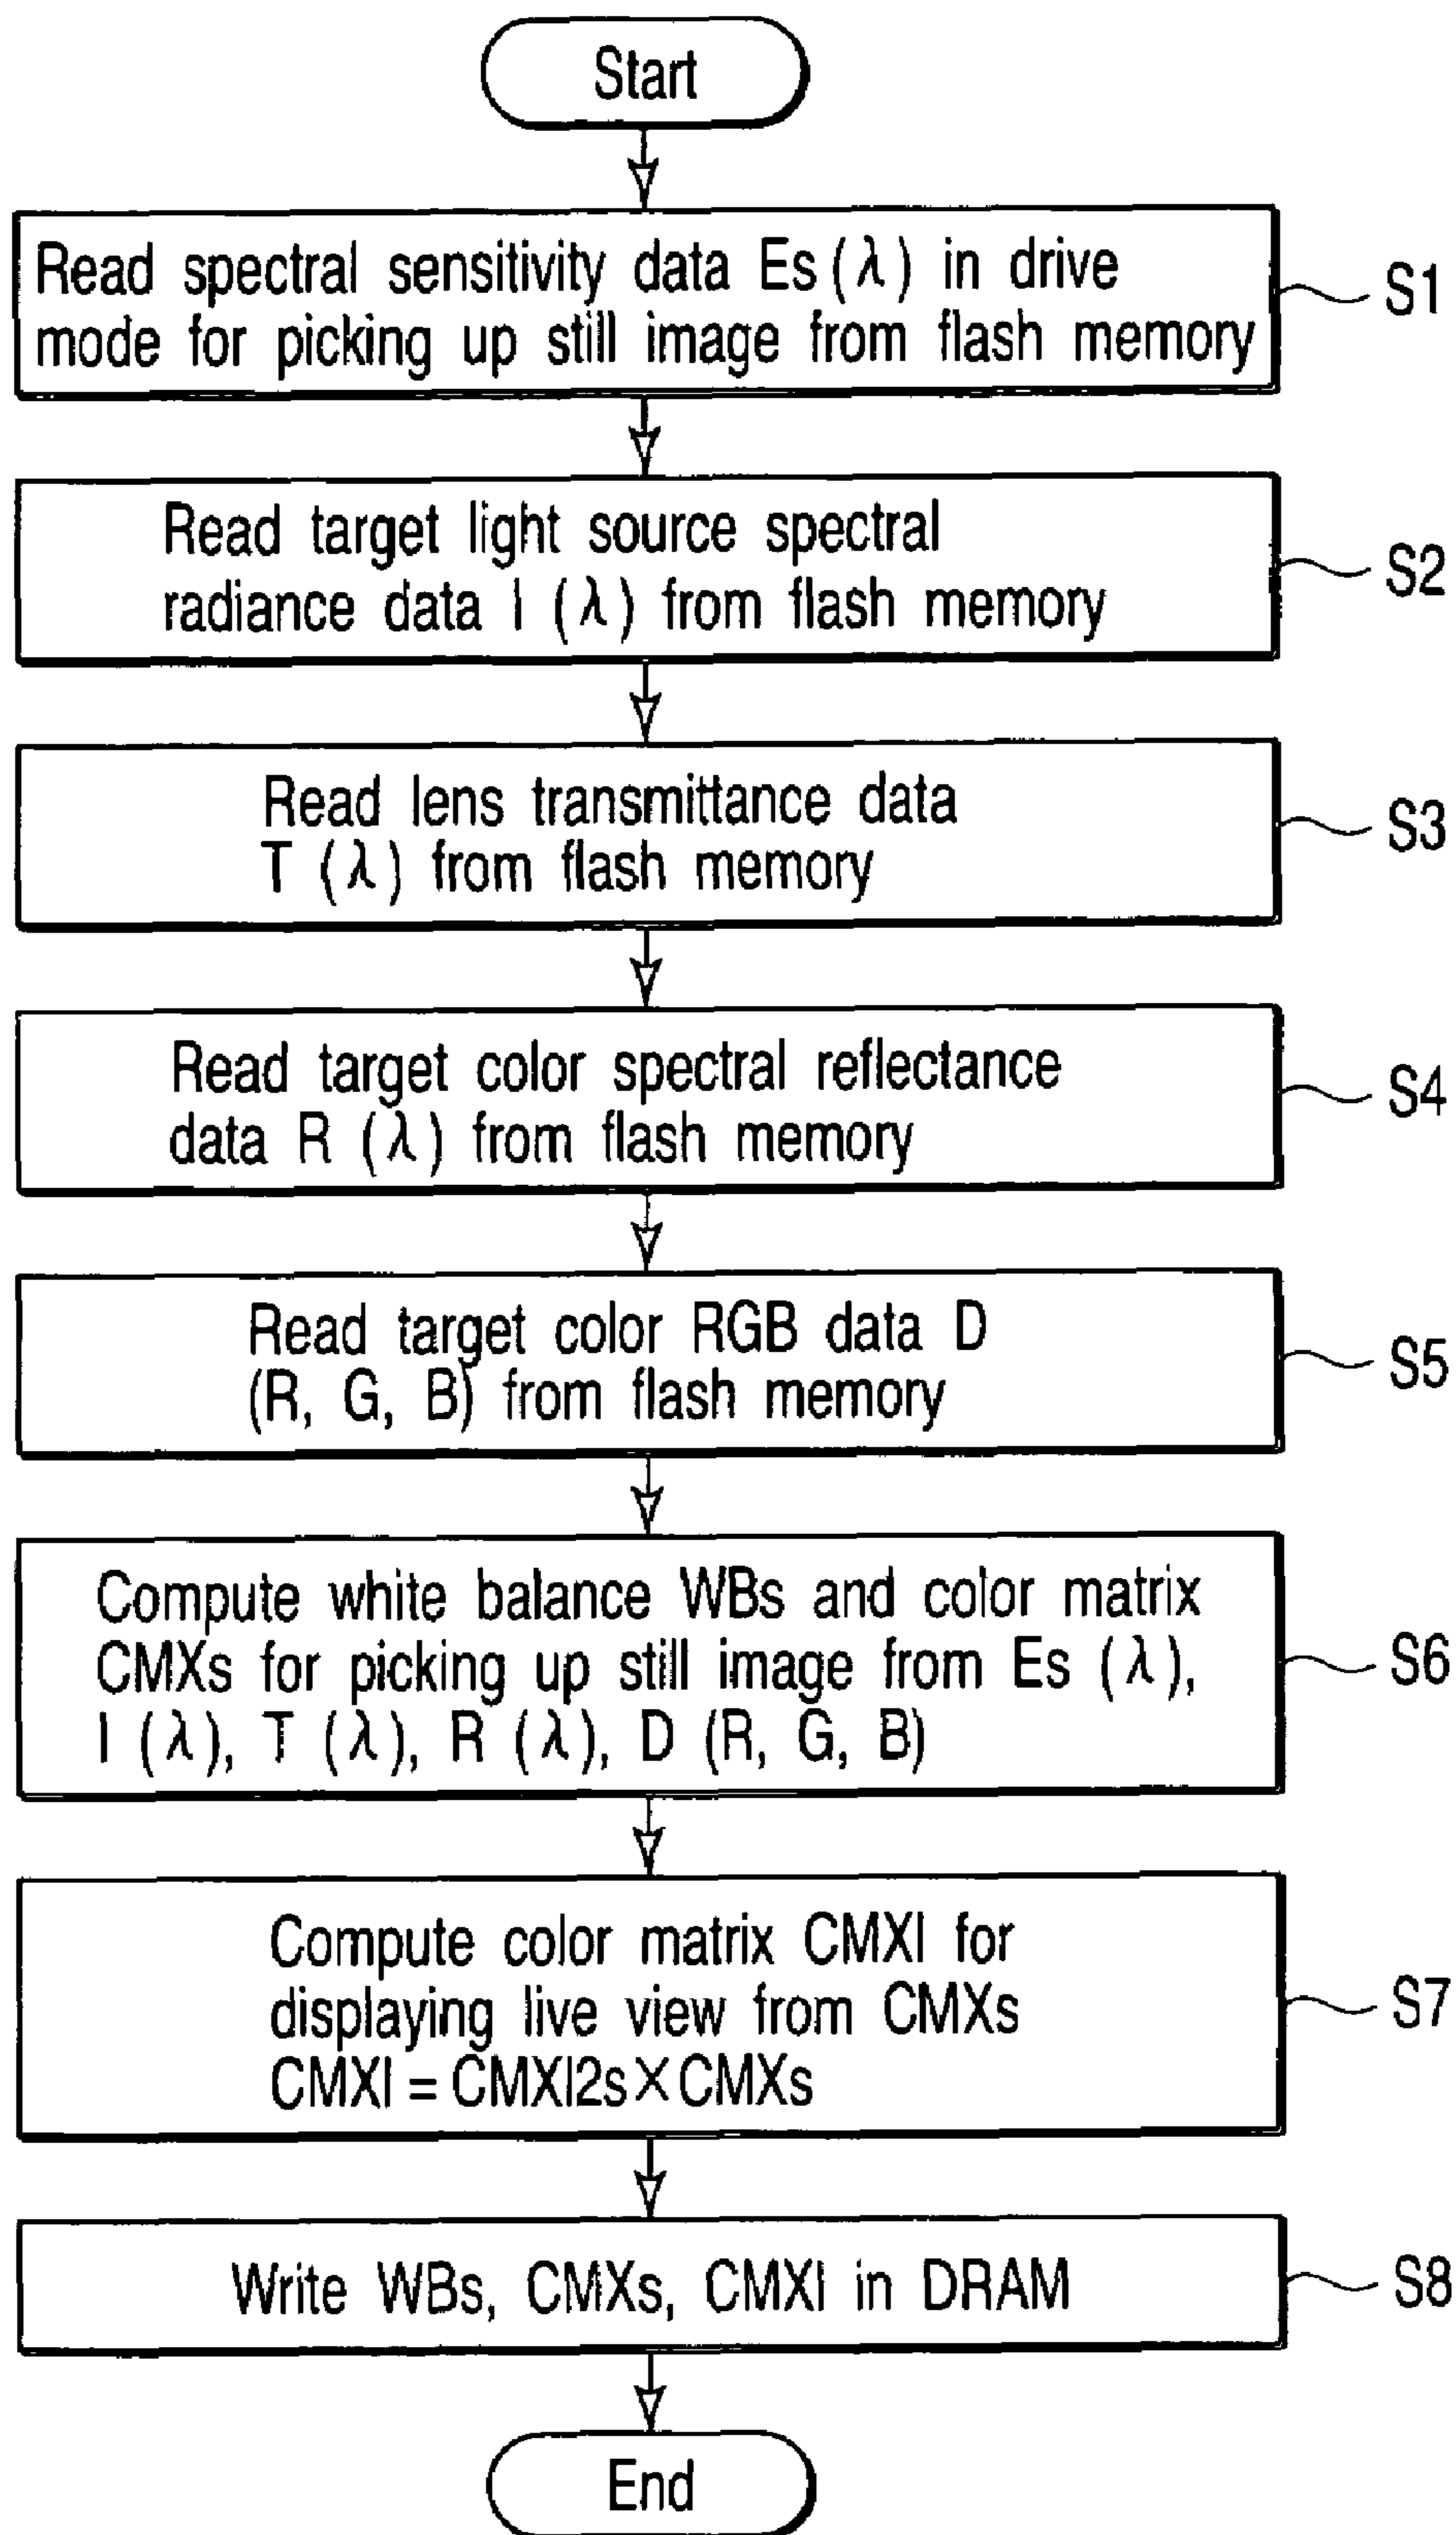 Start
Read spectral sensitivity data Es (λ) in drive
mode for picking up still image from flash memory
S1
Read target light source spectral
radiance data I (λ) from flash memory
S2
Read lens transmittance data
T (λ) from flash memory
S3
Read target color spectral reflectance
data R (λ) from flash memory
S4
Read target color RGB data D
(R, G, B) from flash memory
S5
Compute white balance WBs and color matrix
CMXs for picking up still image from Es (λ),
I (λ), T (λ), R (λ), D (R, G, B)
S6
Compute color matrix CMXl for
displaying live view from CMXs
CMXl = CMXl2s×CMXs
S7
Write WBs, CMXs, CMXl in DRAM
S8
End